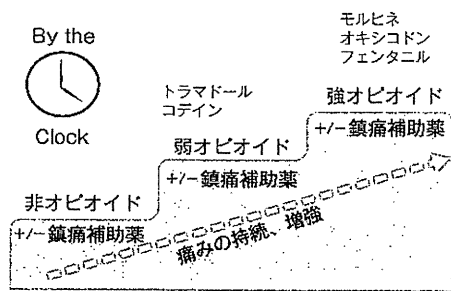 By the
Clock
モルヒネ
オキシコドン
フェンタニル
トラマドール
コデイン
強オピオイド
+/−鎮痛補助薬
弱オピオイド
+/−鎮痛補助薬
非オピオイド
+/−鎮痛補助薬
痛みの持続、増強